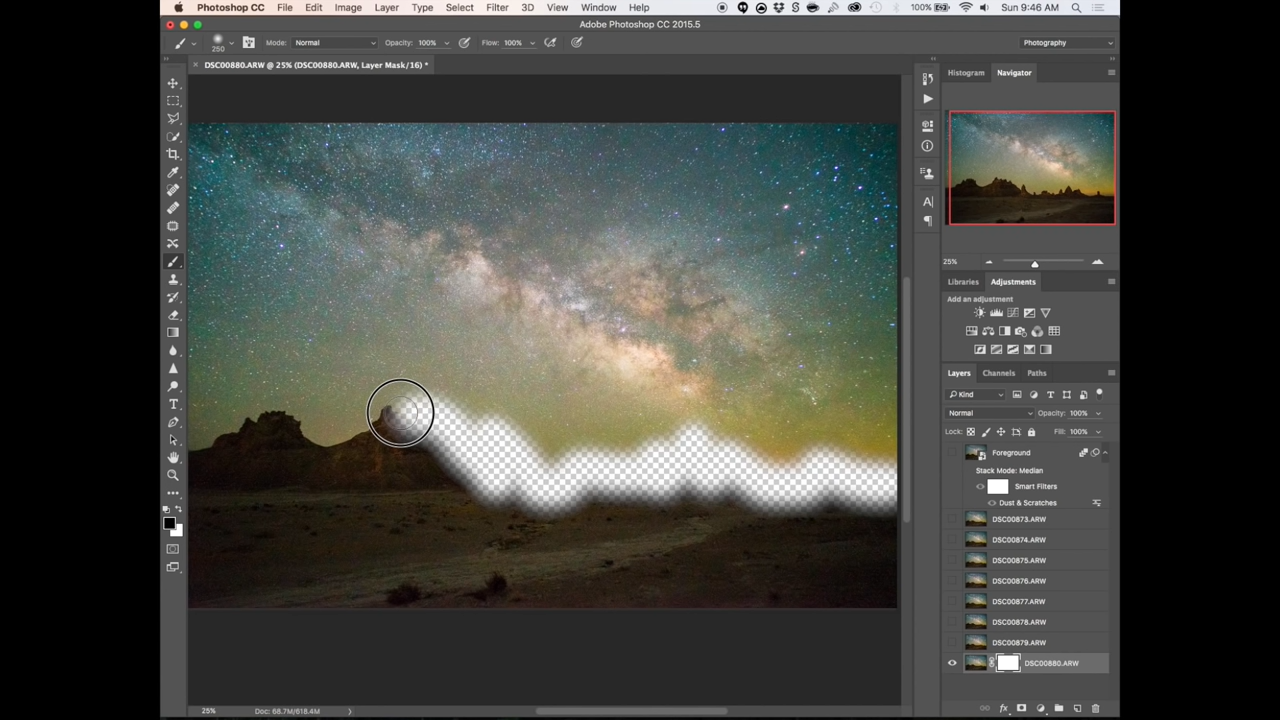 Photoshop CC File Edit Image Layer Type Select Filter 3D View Window Help 100% Sun 9:46 AM
Adobe Photoshop CC 2015.5
250 Mode: Normal Opacity: 100% Flow: 100% Photography
× DSC00880.ARW @ 25% (DSC00880.ARW, Layer Mask/16) *
Histogram Navigator
25%
Libraries Adjustments
Add an adjustment
Layers Channels Paths
Kind
Normal Opacity: 100%
Lock: Fill: 100%
Foreground
Stack Mode: Median
Smart Filters
Dust & Scratches
DSC00873.ARW
DSC00874.ARW
DSC00875.ARW
DSC00876.ARW
DSC00877.ARW
DSC00878.ARW
DSC00879.ARW
DSC00880.ARW
25% Doc: 68.7M/618.4M